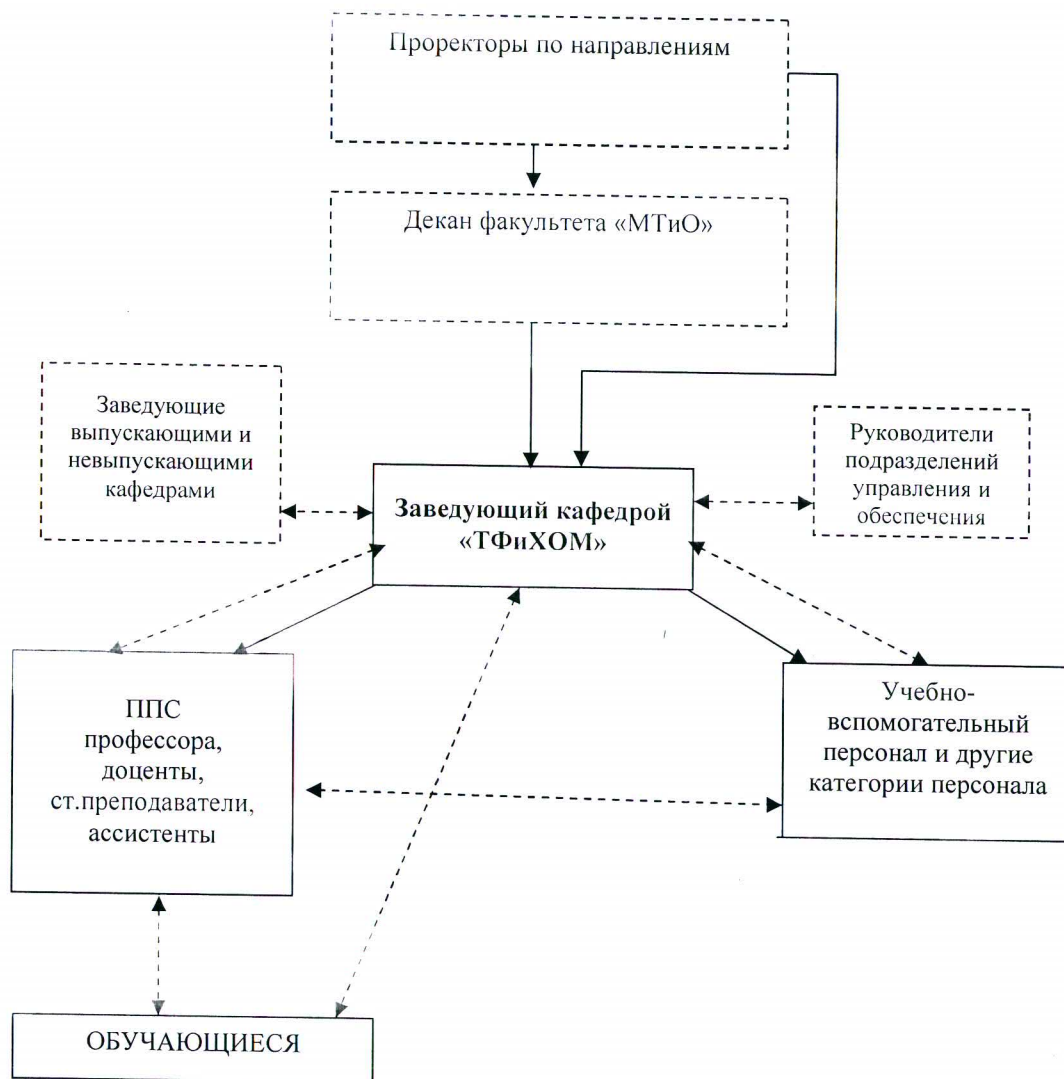 Проректоры по направлениям
Декан факультета «МТиО»
Заведующие
выпускающими и
невыпускающими
кафедрами
Руководители
подразделений
управления и
обеспечения
Заведующий кафедрой
«ТФиХОМ»
ППС
профессора,
доценты,
ст.преподаватели,
ассистенты
Учебно-
вспомогательный
персонал и другие
категории персонала
ОБУЧАЮЩИЕСЯ